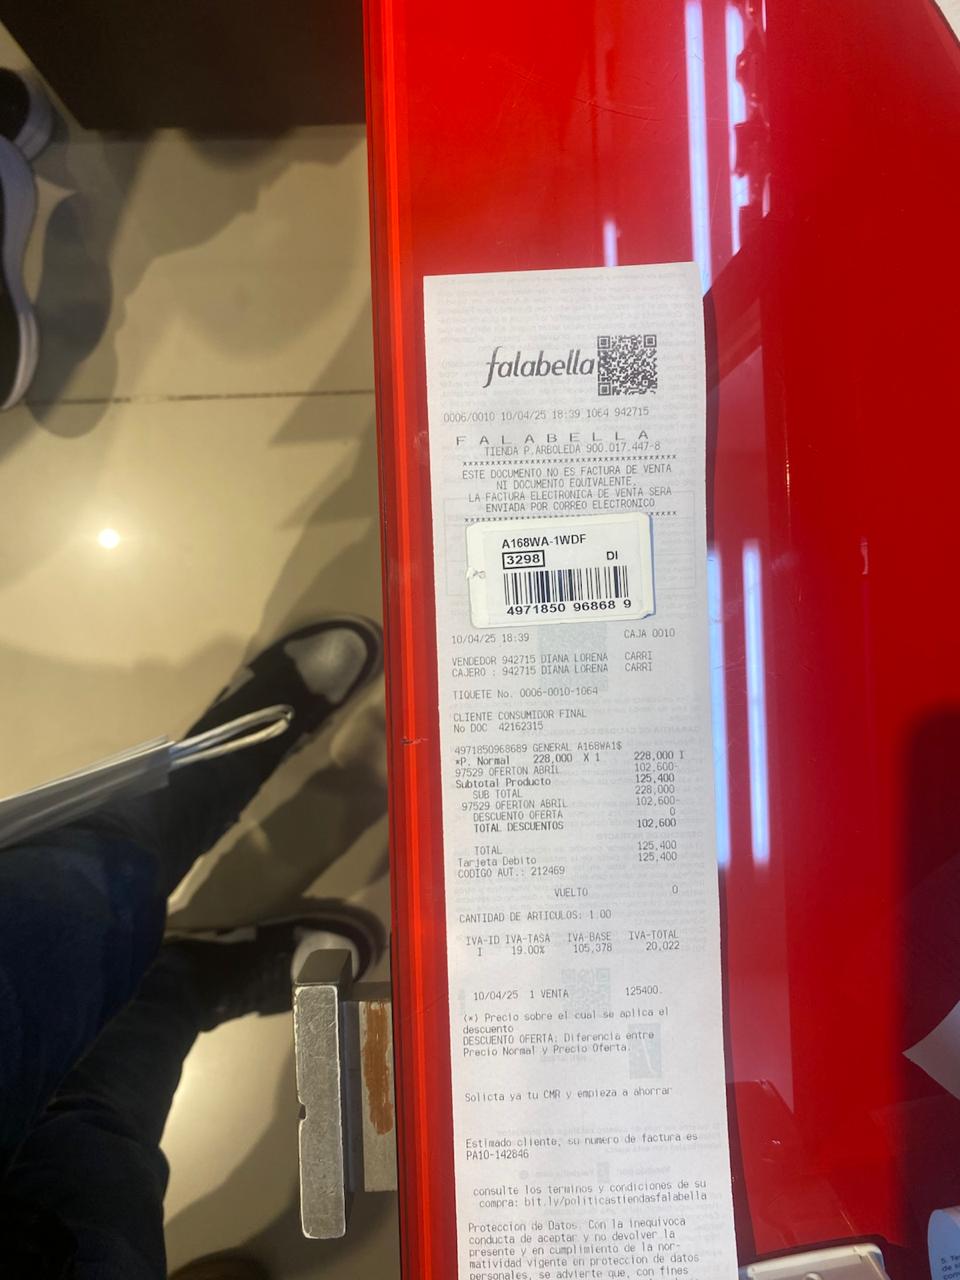 falabella
0006/0010 10/04/25 18:39 1064 942715
F A L A B E L L A
TIENDA P.ARBOLEDA 900.017.447-8
****************************************
ESTE DOCUMENTO NO ES FACTURA DE VENTA
NI DOCUMENTO EQUIVALENTE,
LA FACTURA ELECTRONICA DE VENTA SERA
ENVIADA POR CORREO ELECTRONICO
A168WA-1WDF
3298 DI
4971850 96868 9
10/04/25 18:39 CAJA 0010
VENDEDOR 942715 DIANA LORENA CARRI
CAJERO : 942715 DIANA LORENA CARRI
TIQUETE No. 0006-0010-1064
CLIENTE CONSUMIDOR FINAL
No DOC 42162315
4971850968689 GENERAL A168WA1$
*P. Normal 228,000 X 1 228,000 I
97529 OFERTON ABRIL 102,600-
Subtotal Producto 125,400
SUB TOTAL 228,000
97529 OFERTON ABRIL 102,600-
DESCUENTO OFERTA 0
TOTAL DESCUENTOS 102,600
TOTAL 125,400
Tarjeta Debito 125,400
CODIGO AUT.: 212469
VUELTO 0
CANTIDAD DE ARTICULOS: 1.00
IVA-ID IVA-TASA IVA-BASE IVA-TOTAL
I 19.00% 105,378 20,022
10/04/25 1 VENTA 125400.
(*) Precio sobre el cual se aplica el
descuento
DESCUENTO OFERTA: Diferencia entre
Precio Normal y Precio Oferta.
Solicta ya tu CMR y empieza a ahorrar
Estimado cliente, su numero de factura es
PA10-142846
consulte los terminos y condiciones de su
compra: bit.ly/politicastiendasfalabella
Proteccion de Datos. Con la inequivoca
conducta de aceptar y no devolver la
presente y en cumplimiento de la nor-
matividad vigente en proteccion de datos
personales, se advierte que, con fines